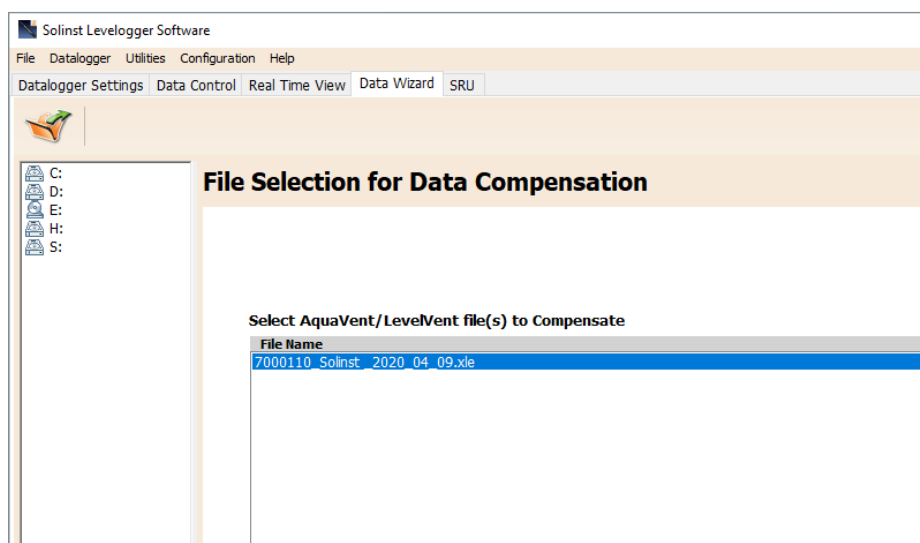 Solinst Levelogger Software
File Datalogger Utilities Configuration Help
Datalogger Settings Data Control Real Time View Data Wizard SRU
C:
D:
E:
H:
S:
File Selection for Data Compensation
Select AquaVent/LevelVent file(s) to Compensate
File Name
7000110_Solinst _2020_04_09.xle